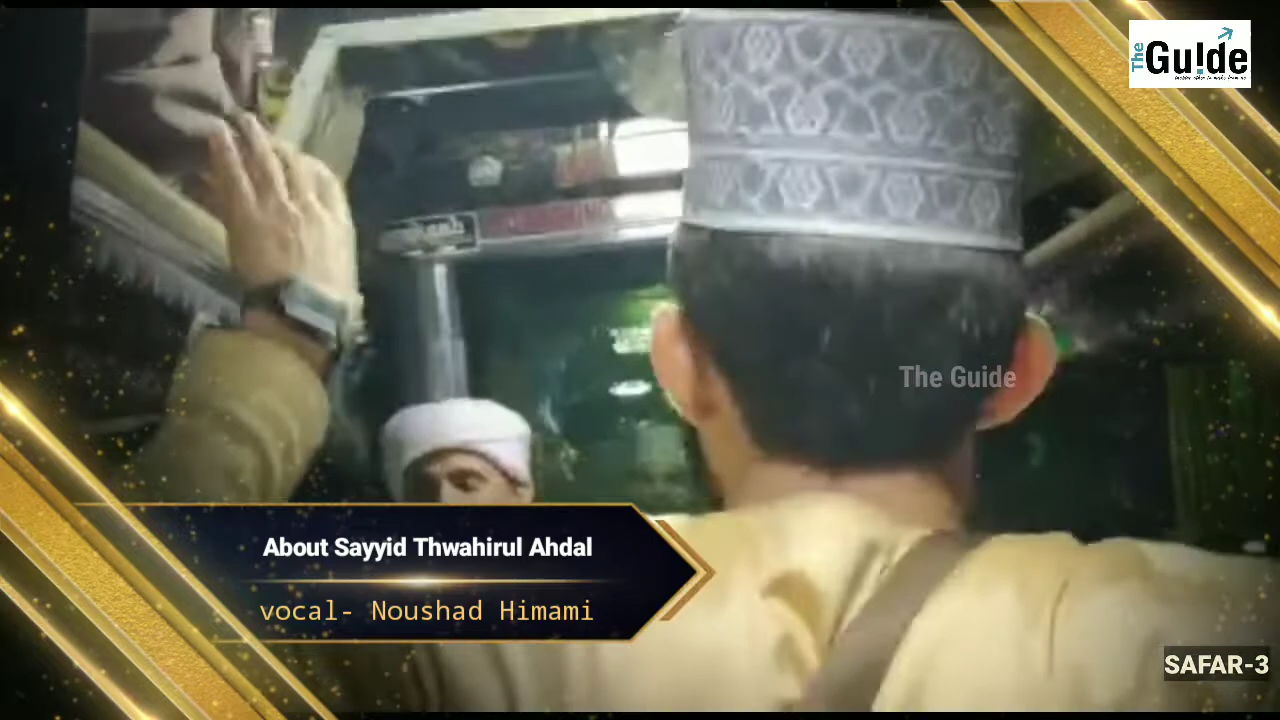 The
Gu!de
The Guide
About Sayyid Thwahirul Ahdal
vocal- Noushad Himami
SAFAR-3